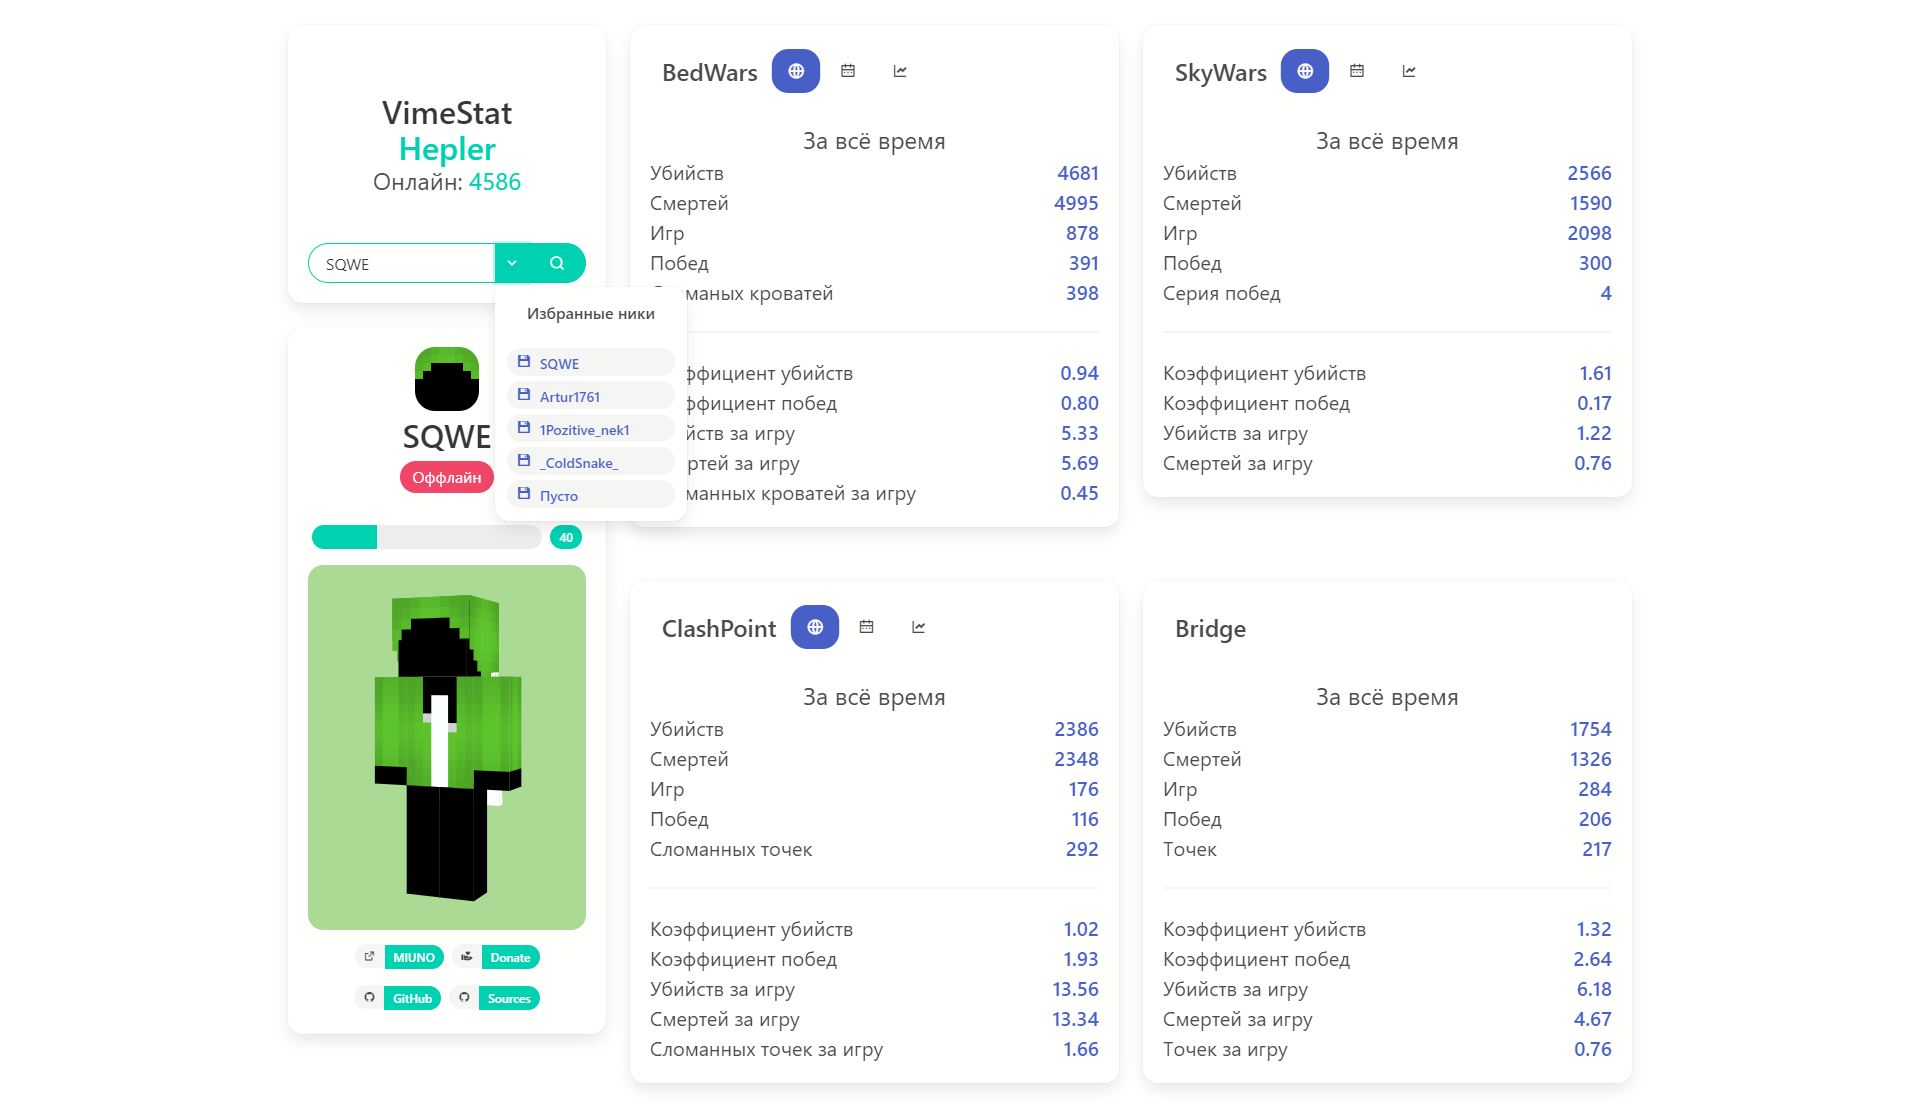 VimeStat
Hepler
Онлайн: 4586
SQWE
Избранные ники
SQWE
Artur1761
1Pozitive_nek1
_ColdSnake_
Пусто
SQWE
Оффлайн
40
MIUNO
Donate
GitHub
Sources
BedWars
За всё время
Убийств 4681
Смертей 4995
Игр 878
Побед 391
кроватей 398
0.94
убийств
побед 0.80
за игру 5.33
за игру 5.69
кроватей за игру 0.45
SkyWars
За всё время
Убийств 2566
Смертей 1590
Игр 2098
Побед 300
Серия побед 4
Коэффициент убийств 1.61
Коэффициент побед 0.17
Убийств за игру 1.22
Смертей за игру 0.76
ClashPoint
За всё время
Убийств 2386
Смертей 2348
Игр 176
Побед 116
Сломанных точек 292
Коэффициент убийств 1.02
Коэффициент побед 1.93
Убийств за игру 13.56
Смертей за игру 13.34
Сломанных точек за игру 1.66
Bridge
За всё время
Убийств 1754
Смертей 1326
Игр 284
Побед 206
Точек 217
Коэффициент убийств 1.32
Коэффициент побед 2.64
Убийств за игру 6.18
Смертей за игру 4.67
Точек за игру 0.76